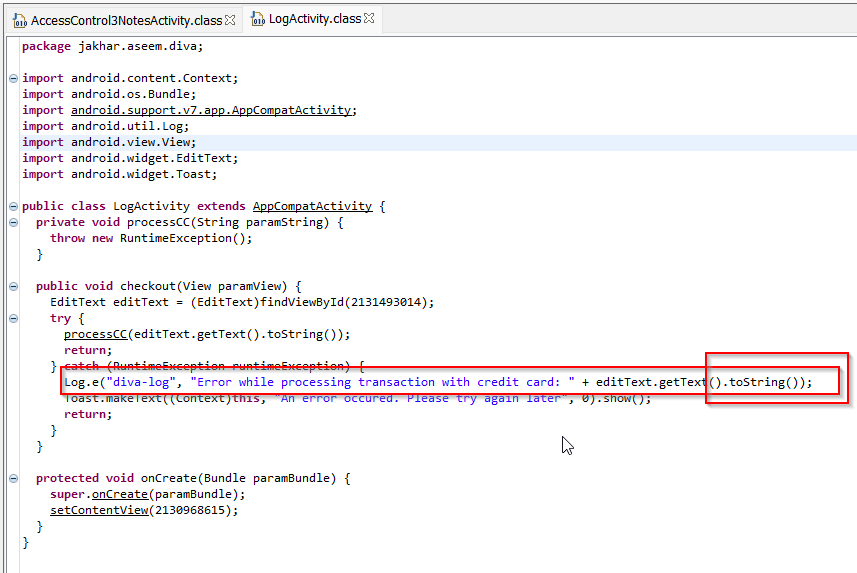 AccessControl3NotesActivity.class LogActivity.class
package jakhar.aseem.diva;
import android.content.Context;
import android.os.Bundle;
import android.support.v7.app.AppCompatActivity;
import android.util.Log;
import android.view.View;
import android.widget.EditText;
import android.widget.Toast;
public class LogActivity extends AppCompatActivity {
private void processCC(String paramString) {
throw new RuntimeException();
}
public void checkout(View paramView) {
EditText editText = (EditText)findViewById(2131493014);
try {
processCC(editText.getText().toString());
return;
} catch (RuntimeException runtimeException) {
Log.e("diva-log", "Error while processing transaction with credit card: " + editText.getText().toString());
Toast.makeText((Context)this, "An error occured. Please try again later", 0).show();
return;
}
}
protected void onCreate(Bundle paramBundle) {
super.onCreate(paramBundle);
setContentView(2130968615);
}
}